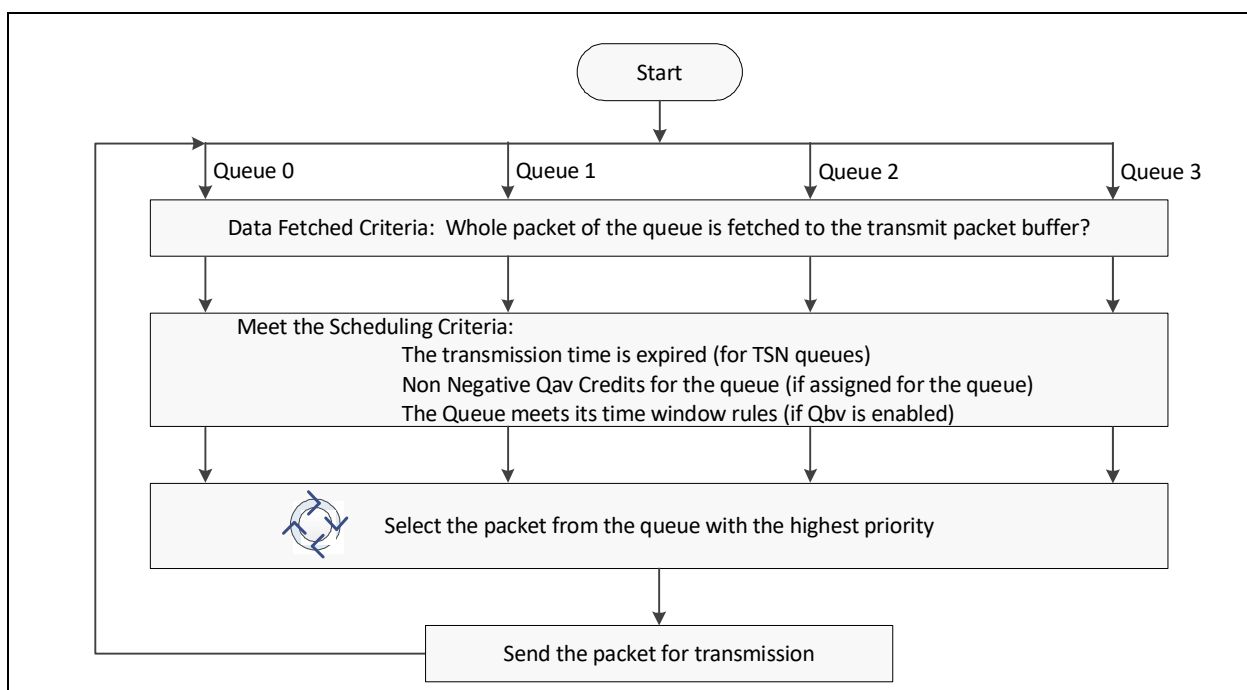 Start
Queue 0
Queue 1
Queue 2
Queue 3
Data Fetched Criteria:  Whole packet of the queue is fetched to the transmit packet buffer?
Meet the Scheduling Criteria:
The transmission time is expired (for TSN queues)
Non Negative Qav Credits for the queue (if assigned for the queue)
The Queue meets its time window rules (if Qbv is enabled)
Select the packet from the queue with the highest priority
Send the packet for transmission